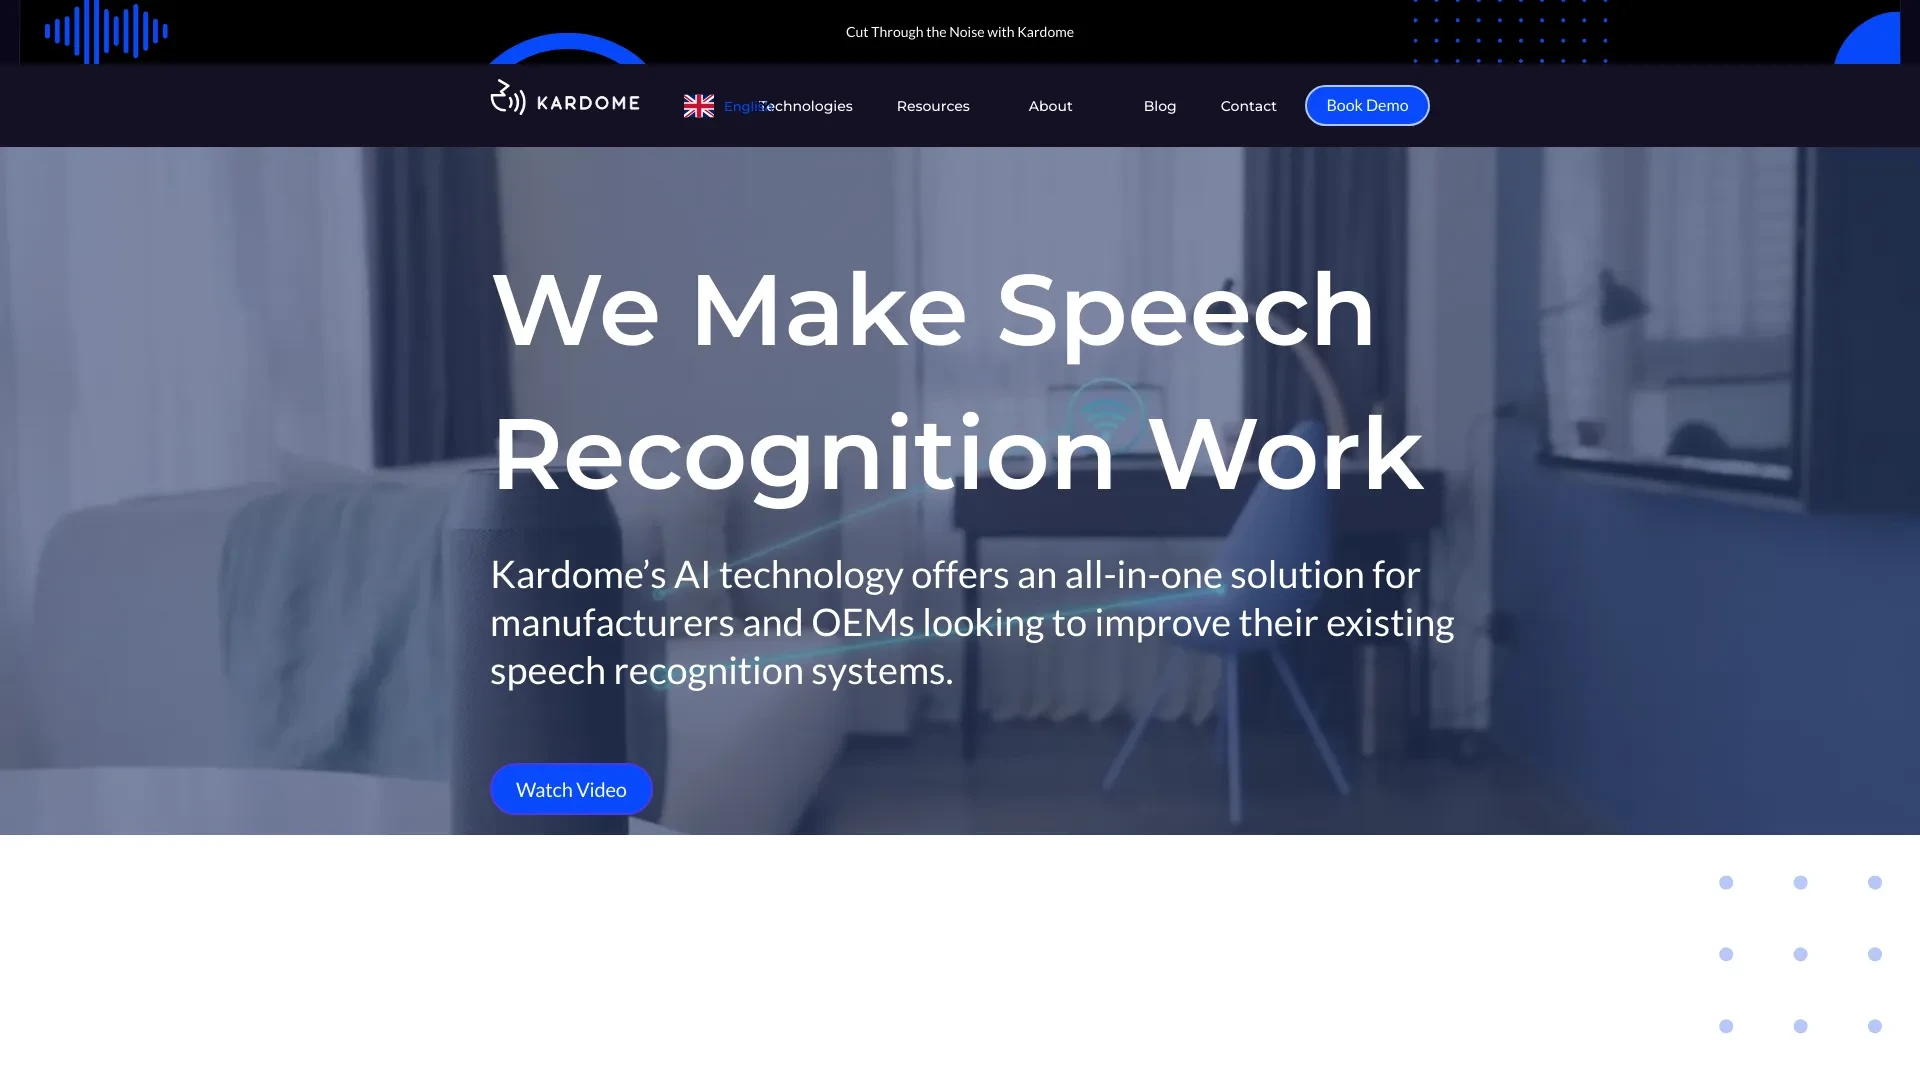 Cut Through the Noise with Kardome
KARDOME
English
Technologies
Resources
About
Blog
Contact
Book Demo
We Make Speech
Recognition Work
Kardome’s AI technology offers an all-in-one solution for
manufacturers and OEMs looking to improve their existing
speech recognition systems.
Watch Video